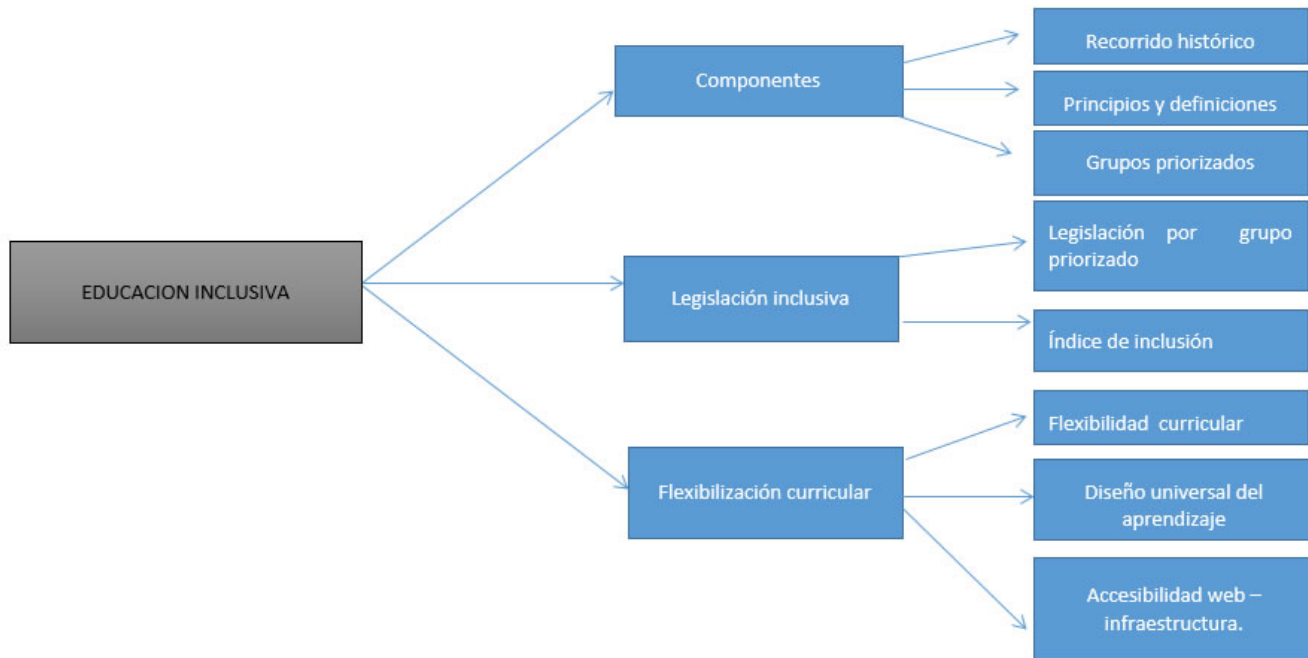 EDUCACION INCLUSIVA
Componentes
Recorrido histórico
Principios y definiciones
Grupos priorizados
Legislación inclusiva
Legislación por grupo
priorizado
Índice de inclusión
Flexibilización curricular
Flexibilidad curricular
Diseño universal del
aprendizaje
Accesibilidad web –
infraestructura.